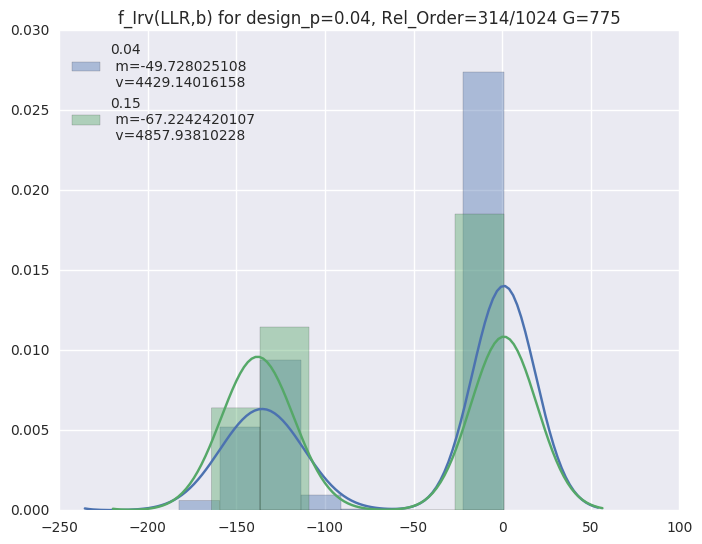 f_Irv(LLR,b) for design_p=0.04, Rel_Order=314/1024 G=775
0.04
m=-49.728025108
v=4429.14016158
0.15
m=-67.2242420107
v=4857.93810228
0.030
0.025
0.020
0.015
0.010
0.005
0.000
−250 −200 −150 −100 −50 0 50 100